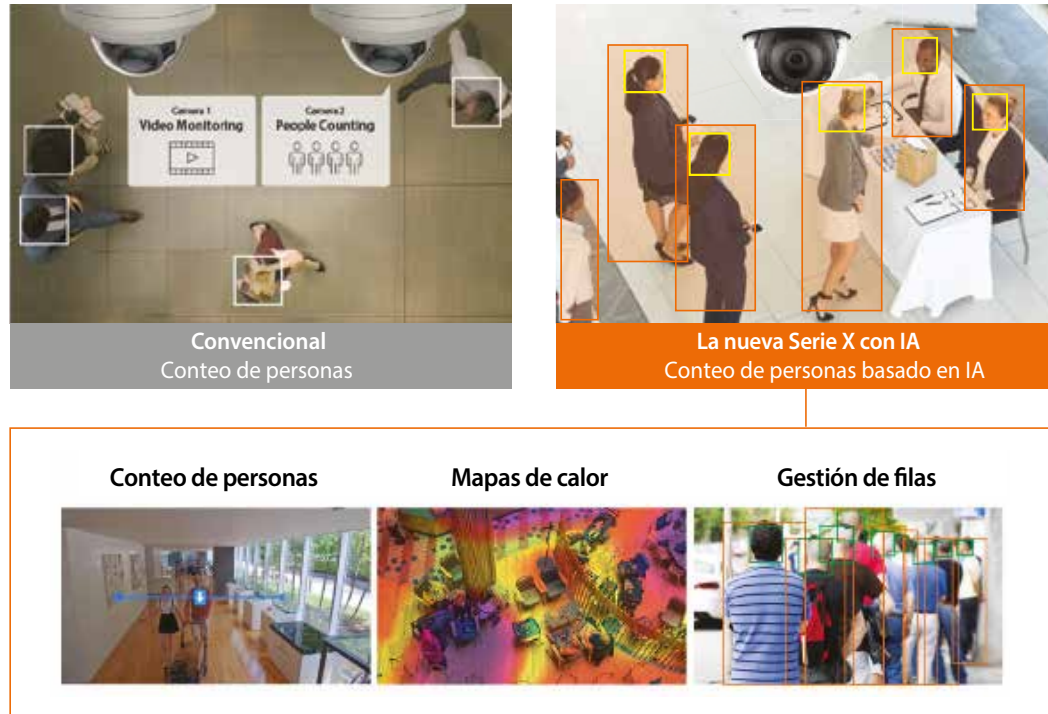 Camera 1
Video Monitoring
Camera 2
People Counting
Convencional
Conteo de personas
La nueva Serie X con IA
Conteo de personas basado en IA
Conteo de personas
Mapas de calor
Gestión de filas